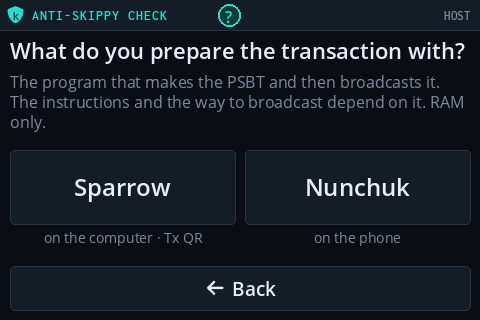 k ANTI-SKIPPY CHECK ? HOST
What do you prepare the transaction with?
The program that makes the PSBT and then broadcasts it.
The instructions and the way to broadcast depend on it. RAM
only.
Sparrow Nunchuk
on the computer · Tx QR on the phone
← Back